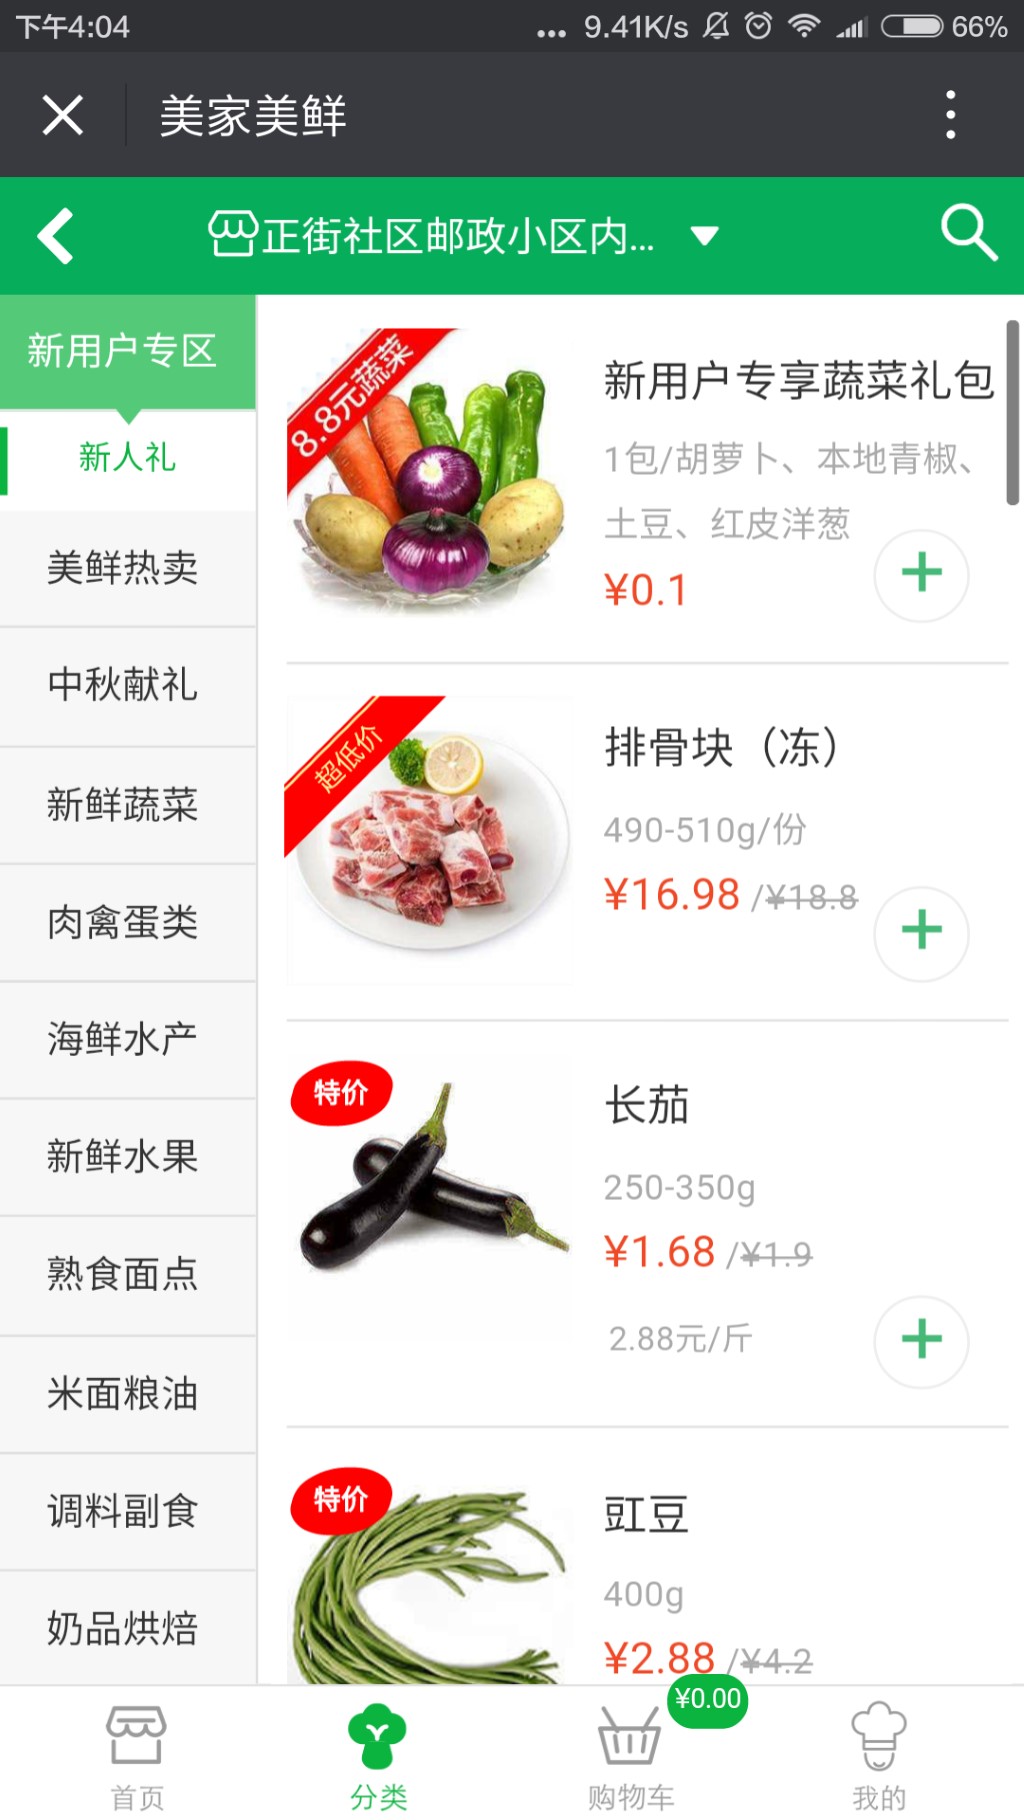 下午4:04
... 9.41K/s 66%
美家美鲜
正街社区邮政小区内...
新用户专区
新人礼
美鲜热卖
中秋献礼
新鲜蔬菜
肉禽蛋类
海鲜水产
新鲜水果
熟食面点
米面粮油
调料副食
奶品烘焙
8.8元蔬菜
新用户专享蔬菜礼包
1包/胡萝卜、本地青椒、
土豆、红皮洋葱
¥0.1
超低价
排骨块（冻）
490-510g/份
¥16.98 /¥18.8
特价
长茄
250-350g
¥1.68 /¥1.9
2.88元/斤
特价
豇豆
400g
¥2.88 /¥4.2
¥0.00
首页
分类
购物车
我的